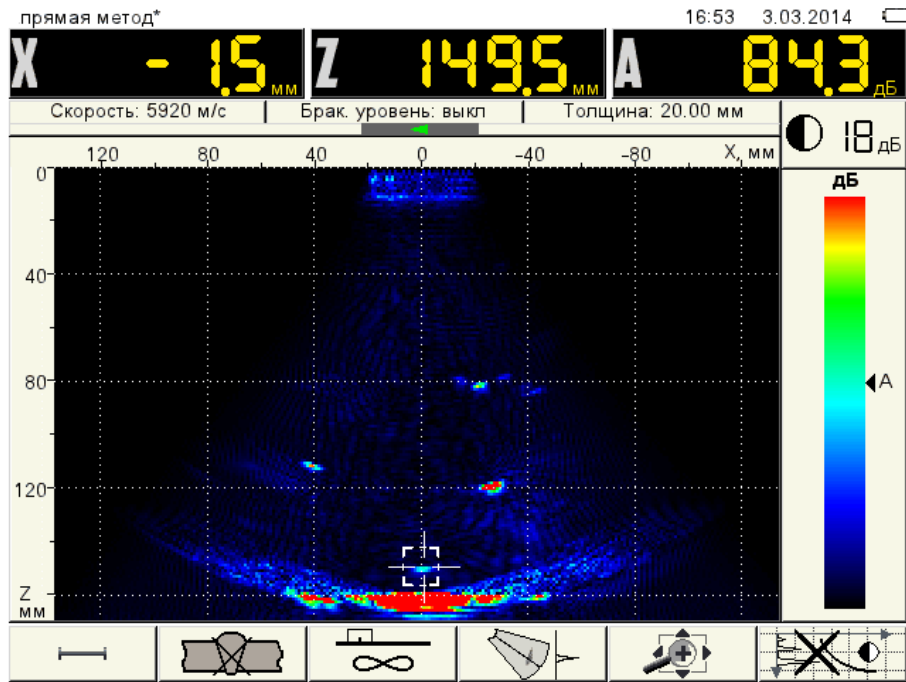 прямая метод* 16:53 3.03.2014
X - 1.5 мм Z 149.5 мм A 84.3 дБ
Скорость: 5920 м/с Брак. уровень: выкл Толщина: 20.00 мм
18 дБ
120 80 40 0 -40 -80 X, мм
дБ
0
40
80
A
120
Z
мм